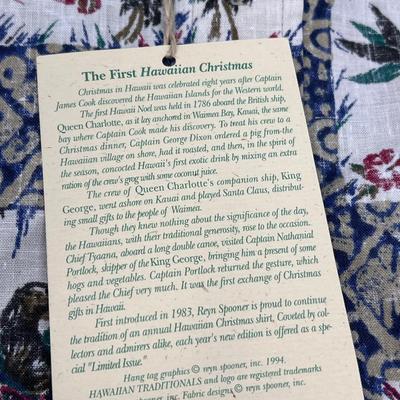 The First Hawaiian Christmas
Christmas in Hawaii was celebrated eight years after Captain
James Cook discovered the Hawaiian Islands for the Western world.
The first Hawaii Noel was held in 1786 aboard the British ship,
Queen Charlotte, as it lay anchored in Waimea Bay, Kauai, the same
bay where Captain Cook made his discovery. To treat his crew to a
Christmas dinner, Captain George Dixon ordered a pig from the
Hawaiian village on shore, had it roasted, and then, in the spirit of
the season, concocted Hawaii's first exotic drink by mixing an extra
ration of the crew's grog with some coconut juice.
The crew of Queen Charlotte's companion ship, King
George, went ashore on Kauai and played Santa Claus, distribut-
ing small gifts to the people of Waimea.
Though they knew nothing about the significance of the day,
the Hawaiians, with their traditional generosity, rose to the occasion.
Chief Tyaana, aboard a long double canoe, visited Captain Nathanial
Portlock, skipper of the King George, bringing him a present of some
hogs and vegetables. Captain Portlock returned the gesture, which
pleased the Chief very much. It was the first exchange of Christmas
gifts in Hawaii.
First introduced in 1983, Reyn Spooner is proud to continue
the tradition of an annual Hawaiian Christmas shirt. Coveted by col-
lectors and admirers alike, each year's new edition is offered as a spe-
cial "Limited Issue."
Hang tag graphics © reyn spooner, inc. 1994.
HAWAIIAN TRADITIONALS and logo are registered trademarks
spooner, inc. Fabric designs © reyn spooner, inc.